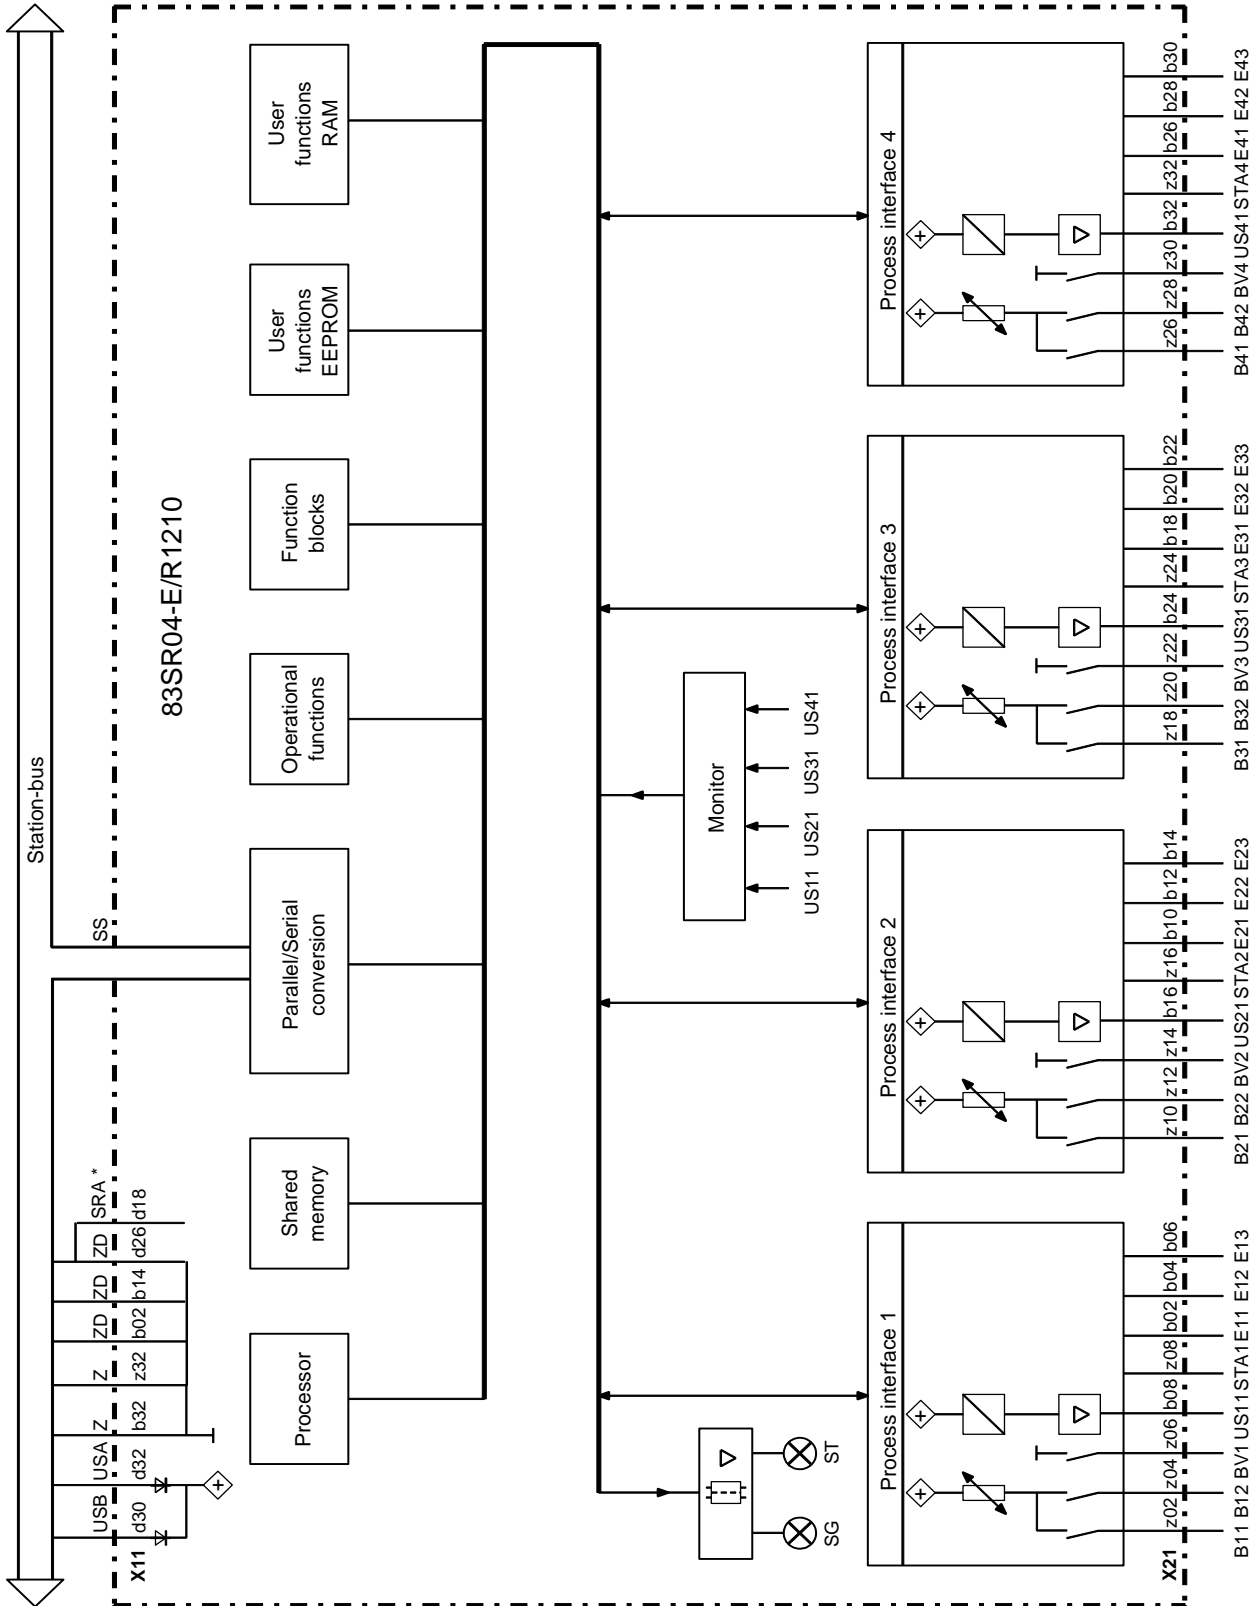 Station-bus
USB USA Z Z ZD ZD ZD SRA * SS
X11 d30 d32 b32 z32 b02 b14 d26 d18
83SR04-E/R1210
Processor
Shared
memory
Parallel/Serial
conversion
Operational
functions
Function
blocks
User
functions
EEPROM
User
functions
RAM
Monitor
US11 US21 US31 US41
SG ST
Process interface 1
Process interface 2
Process interface 3
Process interface 4
X21 z02 z04 z06 b08 z08 b02 b04 b06 z10 z12 z14 b16 z16 b10 b12 b14 z18 z20 z22 b24 z24 b18 b20 b22 z26 z28 z30 b32 z32 b26 b28 b30
B11 B12 BV1 US11 STA1 E11 E12 E13 B21 B22 BV2 US21 STA2 E21 E22 E23 B31 B32 BV3 US31 STA3 E31 E32 E33 B41 B42 BV4 US41 STA4 E41 E42 E43